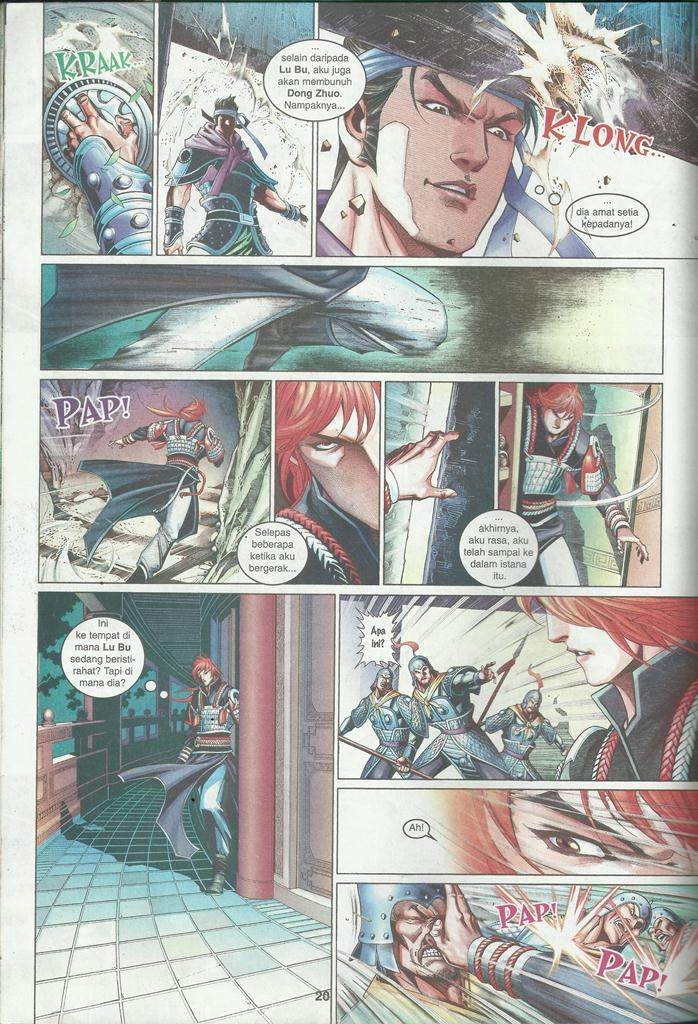 KRAAK..
...
selain daripada
Lu Bu, aku juga
akan membunuh
Dong Zhuo.
Nampaknya...
KLONG...
...
dia amat setia
kepadanya!
PAP!
Selepas
beberapa
ketika aku
bergerak...
...
akhirnya,
aku rasa, aku
telah sampai ke
dalam istana
itu.
Ini
ke tempat di
mana Lu Bu
sedang beristi-
rahat? Tapi di
mana dia?
Apa
ini?
Ah!
PAP!
PAP!
20